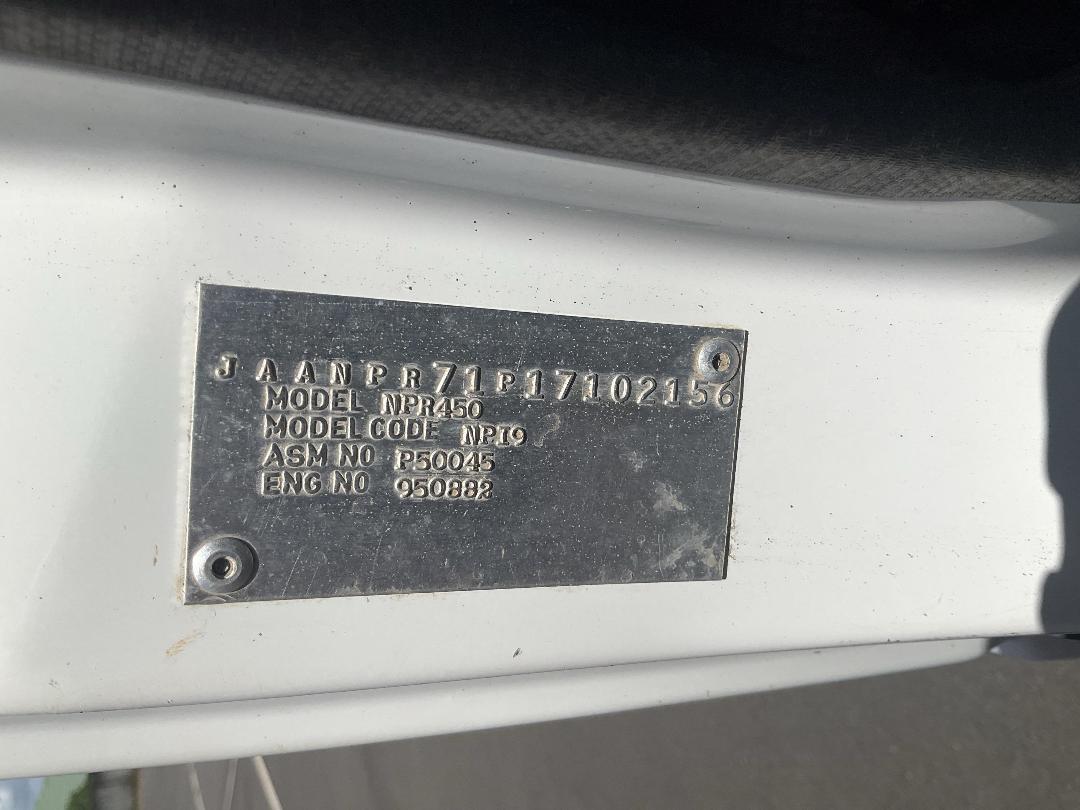 JAANPR71P17102156
MODEL NPR450
MODEL CODE NPI9
ASM NO P50045
ENG NO 950882